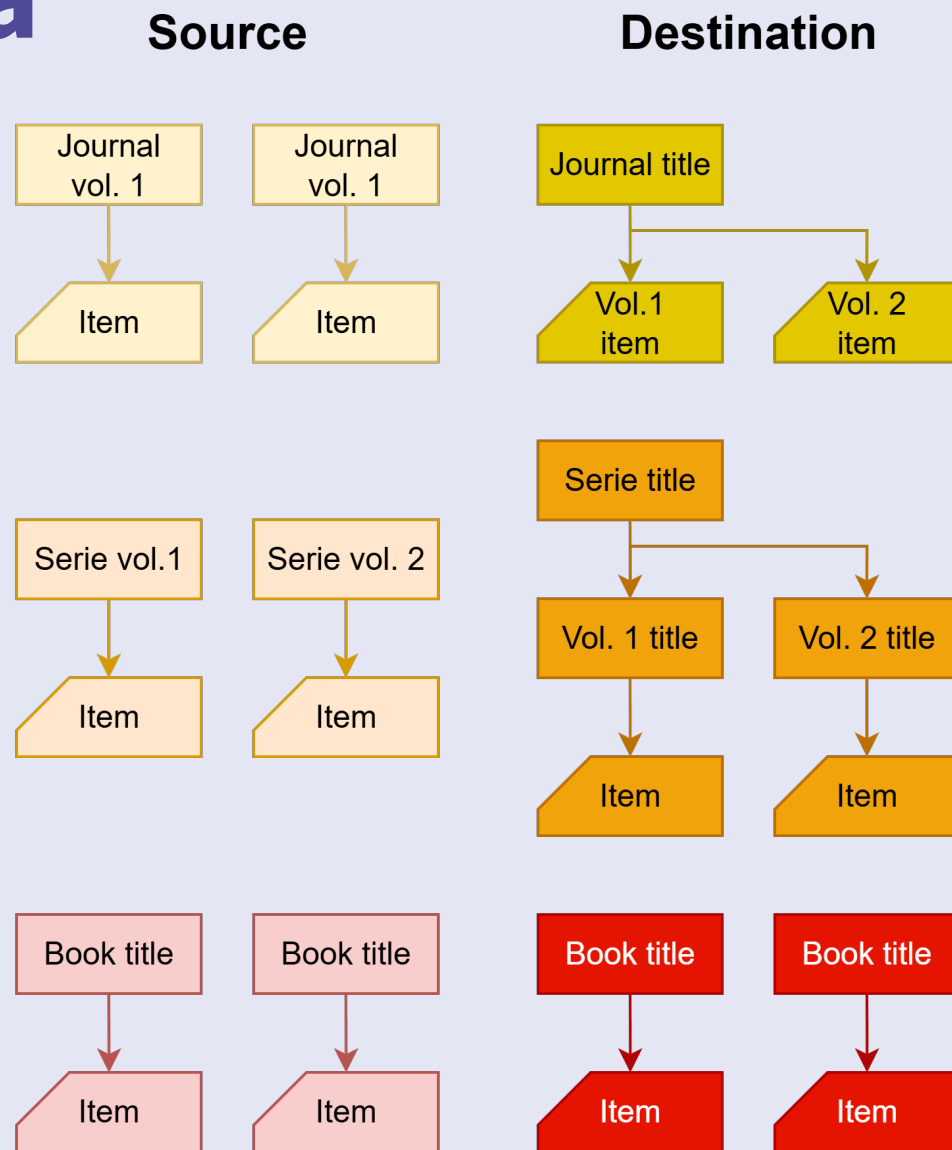 a
Source
Destination
Journal
vol. 1
Journal
vol. 1
Journal title
Item
Item
Vol.1
item
Vol. 2
item
Serie title
Serie vol.1
Serie vol. 2
Vol. 1 title
Vol. 2 title
Item
Item
Item
Item
Book title
Book title
Book title
Book title
Item
Item
Item
Item